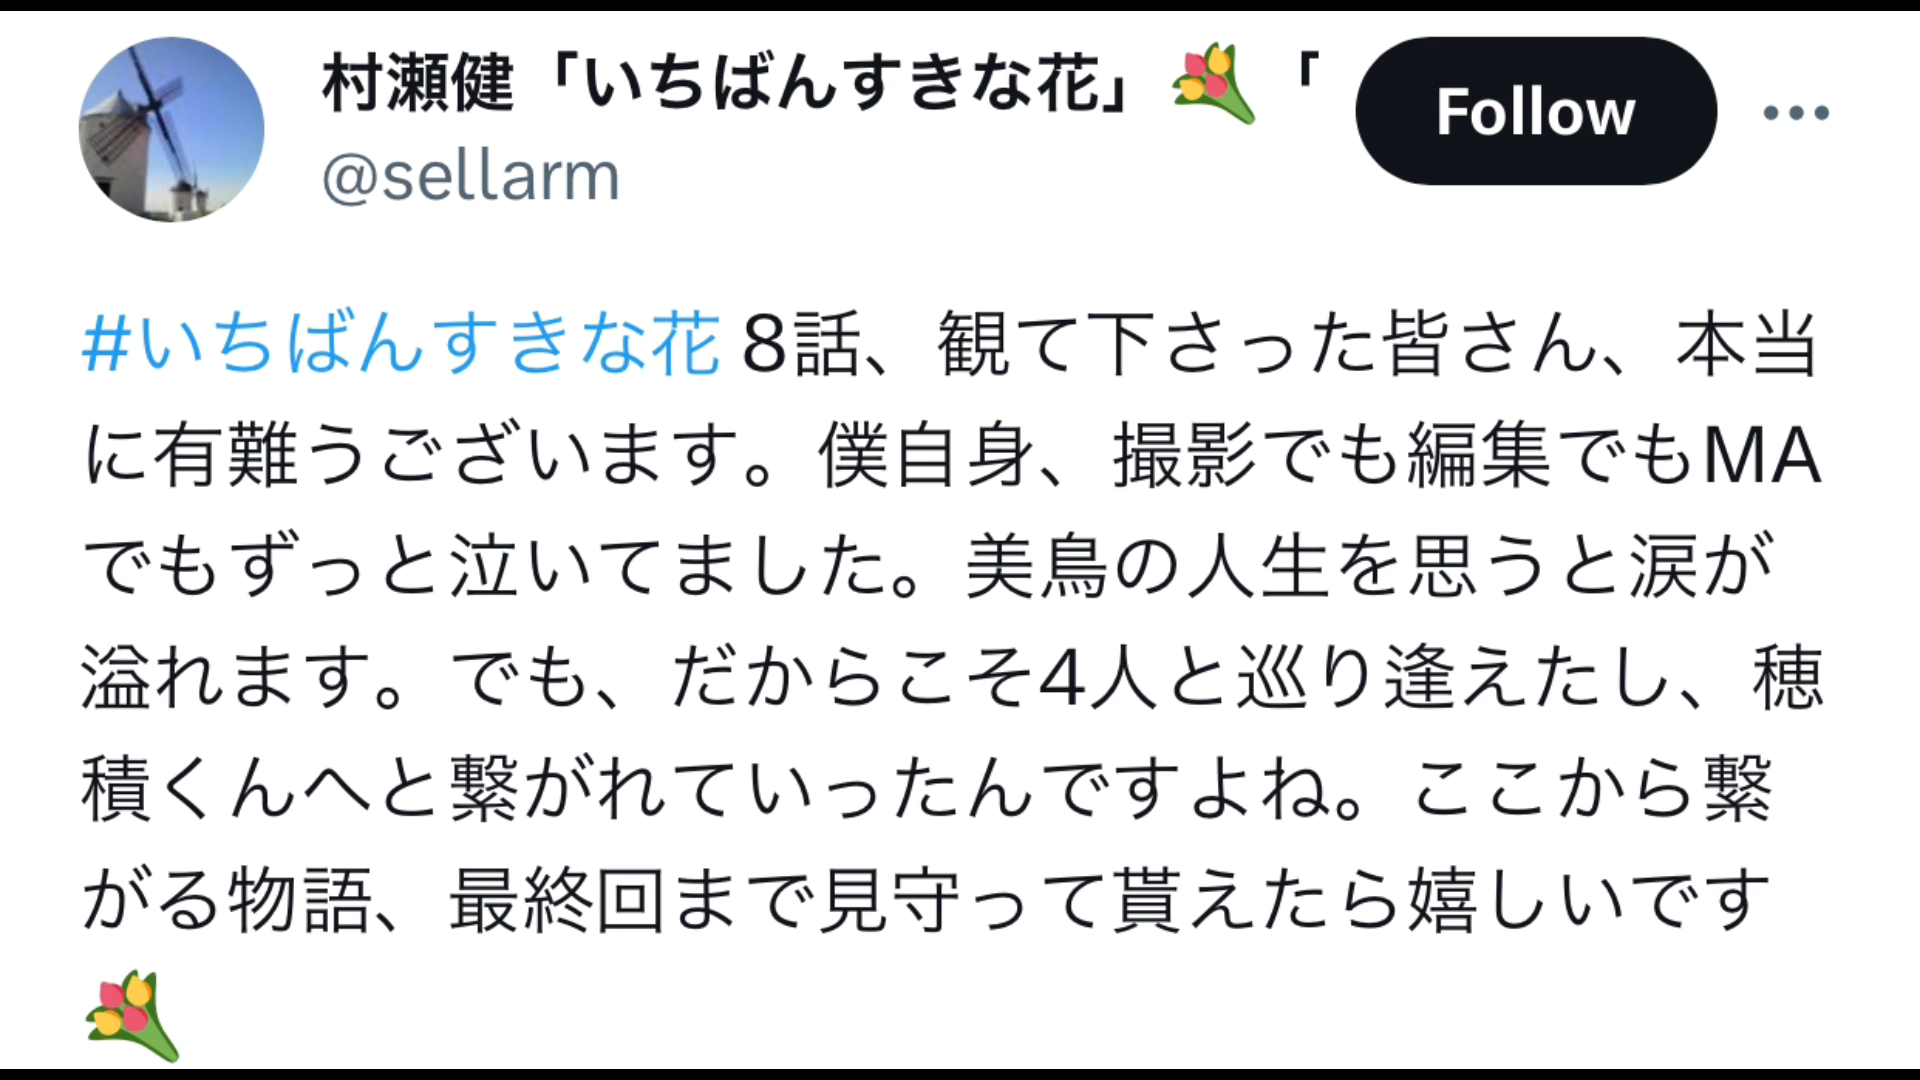 村瀬健「いちばんすきな花」💐「
Follow
@sellarm
#いちばんすきな花 8話、観て下さった皆さん、本当
に有難うございます。僕自身、撮影でも編集でもMA
でもずっと泣いてました。美鳥の人生を思うと涙が
溢れます。でも、だからこそ4人と巡り逢えたし、穂
積くんへと繋がれていったんですよね。ここから繋
がる物語、最終回まで見守って貰えたら嬉しいです
💐